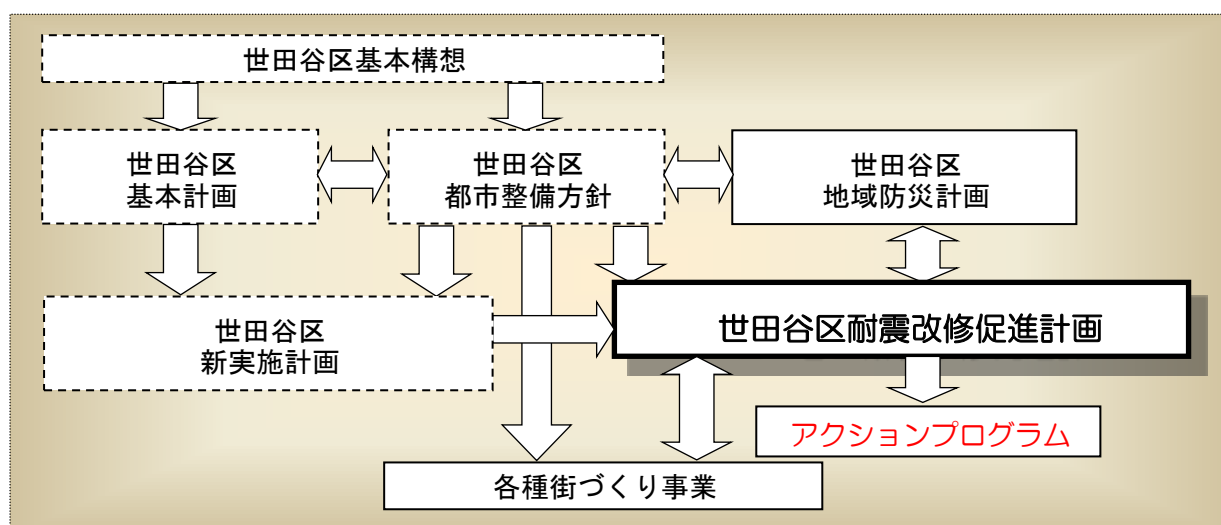 世田谷区基本構想
世田谷区
基本計画
世田谷区
都市整備方針
世田谷区
地域防災計画
世田谷区
新実施計画
世田谷区耐震改修促進計画
アクションプログラム
各種街づくり事業